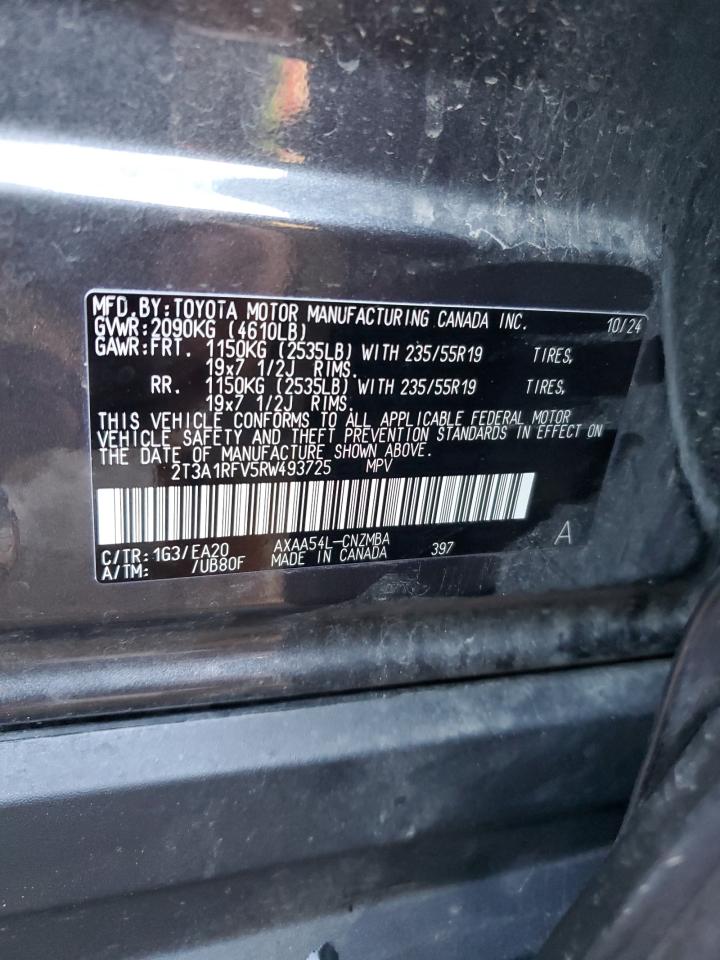 MFD.BY:TOYOTA MOTOR MANUFACTURING CANADA INC. 10/24
GVWR:2090KG (4610LB)
GAWR:FRT. 1150KG (2535LB) WITH 235/55R19 TIRES,
19x7 1/2J RIMS.
RR. 1150KG (2535LB) WITH 235/55R19 TIRES,
19x7 1/2J RIMS.
THIS VEHICLE CONFORMS TO ALL APPLICABLE FEDERAL MOTOR
VEHICLE SAFETY AND THEFT PREVENTION STANDARDS IN EFFECT ON
THE DATE OF MANUFACTURE SHOWN ABOVE.
2T3A1RFV5RW493725 MPV
C/TR: 1G3/EA20 AXAA54L-CNZMBA A
A/TM: /UB80F MADE IN CANADA 397